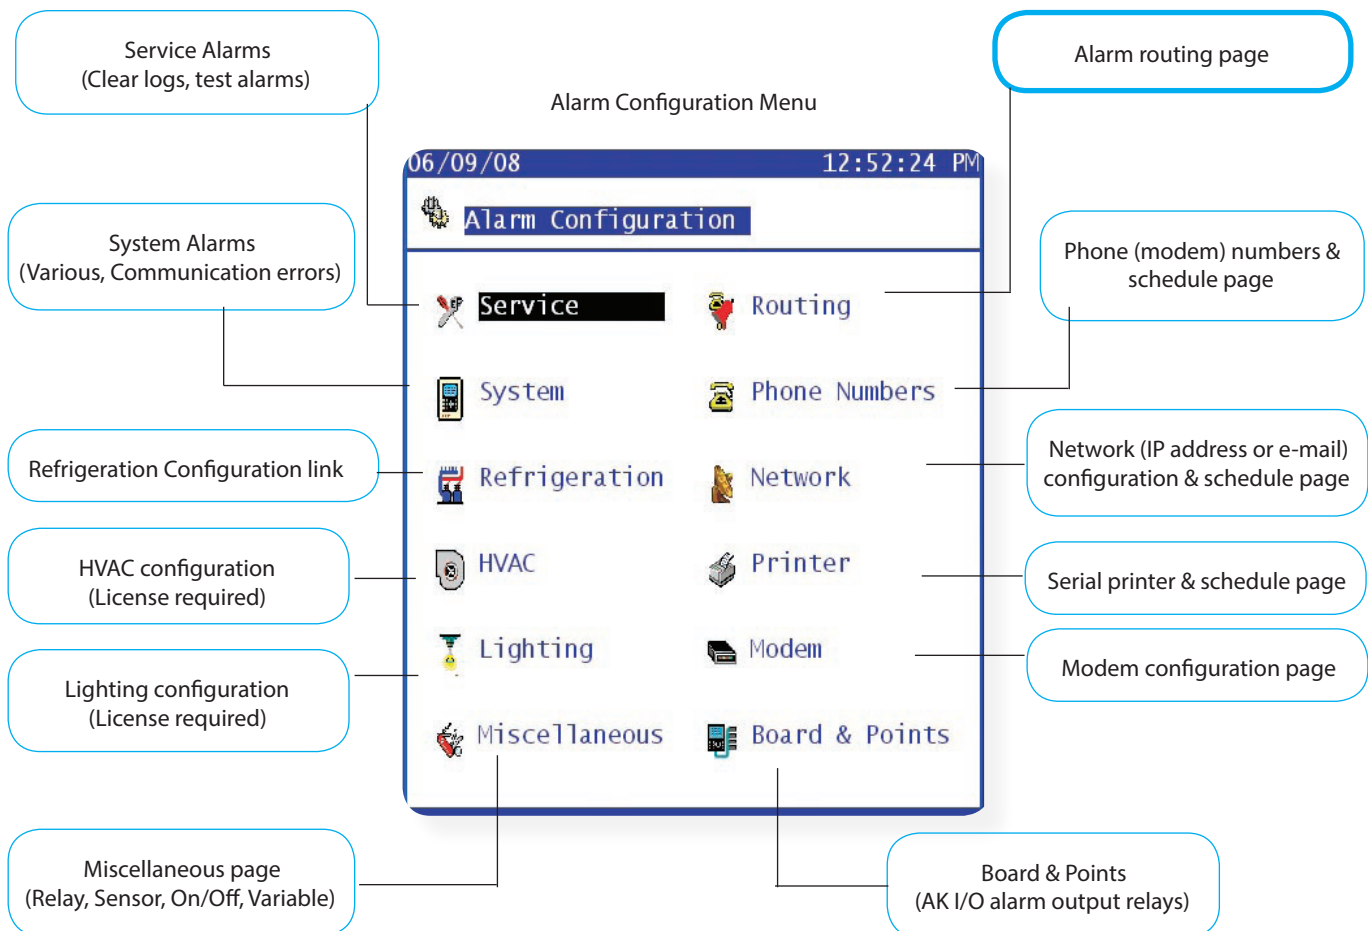 Service Alarms
(Clear logs, test alarms)
Alarm routing page
Alarm Configuration Menu
06/09/08 12:52:24 PM
Alarm Configuration
System Alarms
(Various, Communication errors)
Phone (modem) numbers &
schedule page
Service
Routing
System
Phone Numbers
Refrigeration Configuration link
Refrigeration
Network
Network (IP address or e-mail)
configuration & schedule page
HVAC configuration
(License required)
HVAC
Printer
Serial printer & schedule page
Lighting
Modem
Modem configuration page
Lighting configuration
(License required)
Miscellaneous
Board & Points
Miscellaneous page
(Relay, Sensor, On/Off, Variable)
Board & Points
(AK I/O alarm output relays)